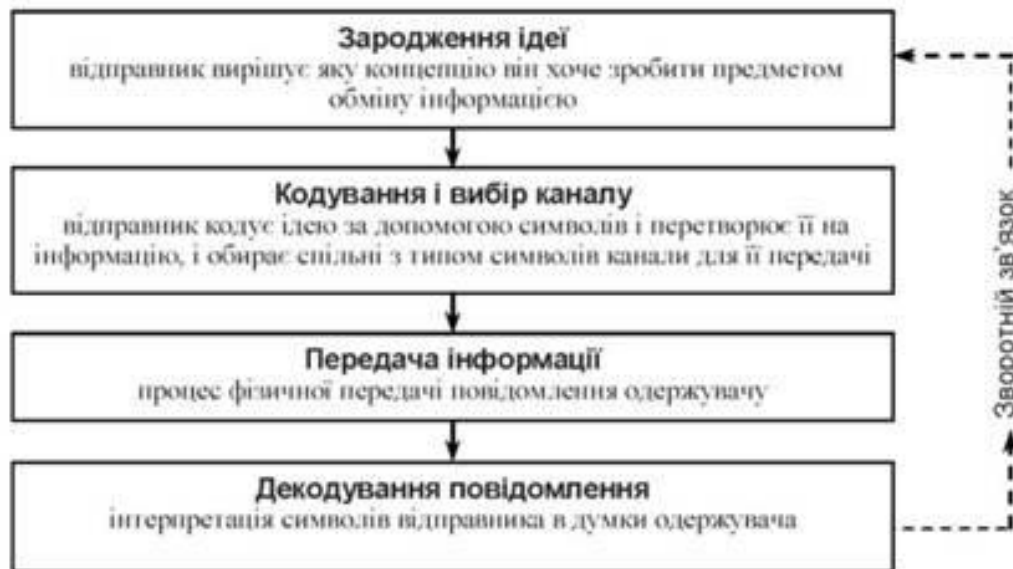 Зародження ідеї
відправник вирішує яку концепцію він хоче зробити предметом
обміну інформацією
Кодування і вибір каналу
відправник кодує ідею за допомогою символів і перетворює її на
інформацію, і обирає спільні з типом символів канали для її передачі
Передача інформації
процес фізичної передачі повідомлення одержувачу
Декодування повідомлення
інтерпретація символів відправника в думки одержувача
Зворотній зв'язок